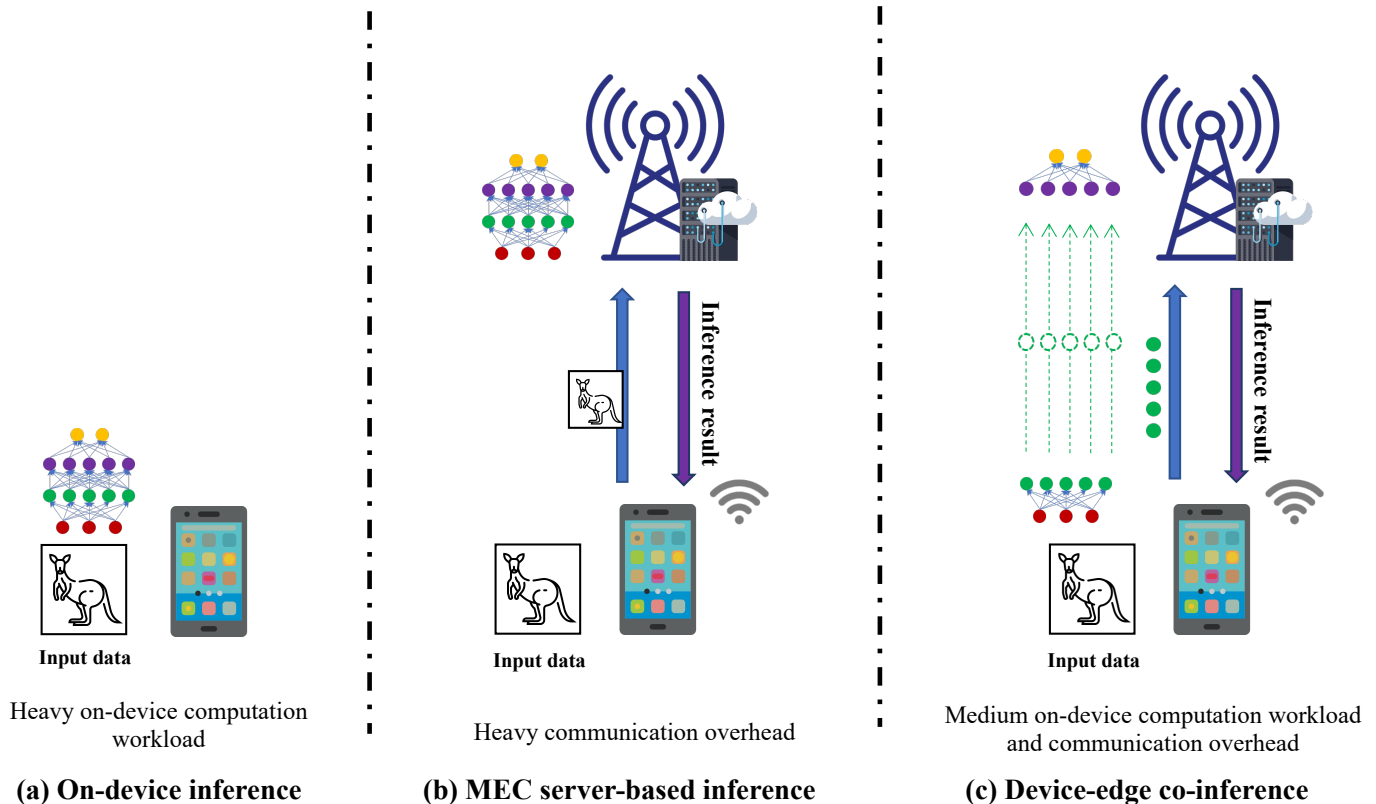 Input data
Heavy on-device computation
workload
(a) On-device inference
Inference result
Input data
Heavy communication overhead
(b) MEC server-based inference
Inference result
Input data
Medium on-device computation workload
and communication overhead
(c) Device-edge co-inference